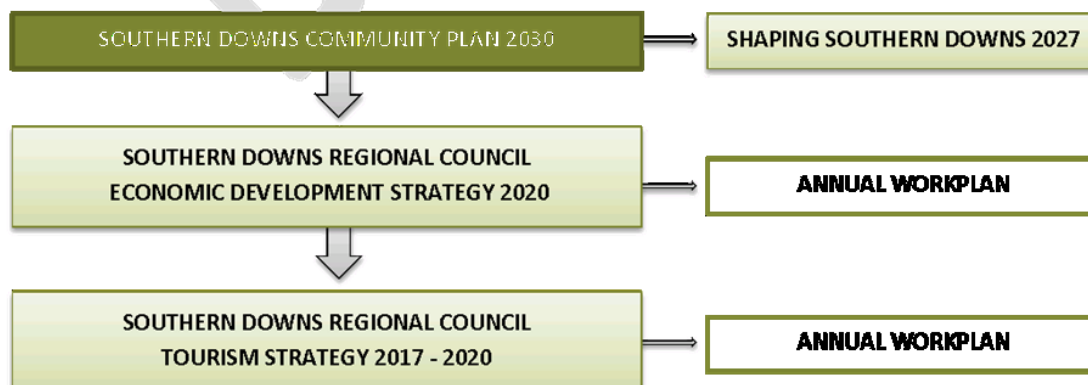 SOUTHERN DOWNS COMMUNITY PLAN 2030
SHAPING SOUTHERN DOWNS 2027
SOUTHERN DOWNS REGIONAL COUNCIL
ECONOMIC DEVELOPMENT STRATEGY 2020
ANNUAL WORKPLAN
SOUTHERN DOWNS REGIONAL COUNCIL
TOURISM STRATEGY 2017 - 2020
ANNUAL WORKPLAN